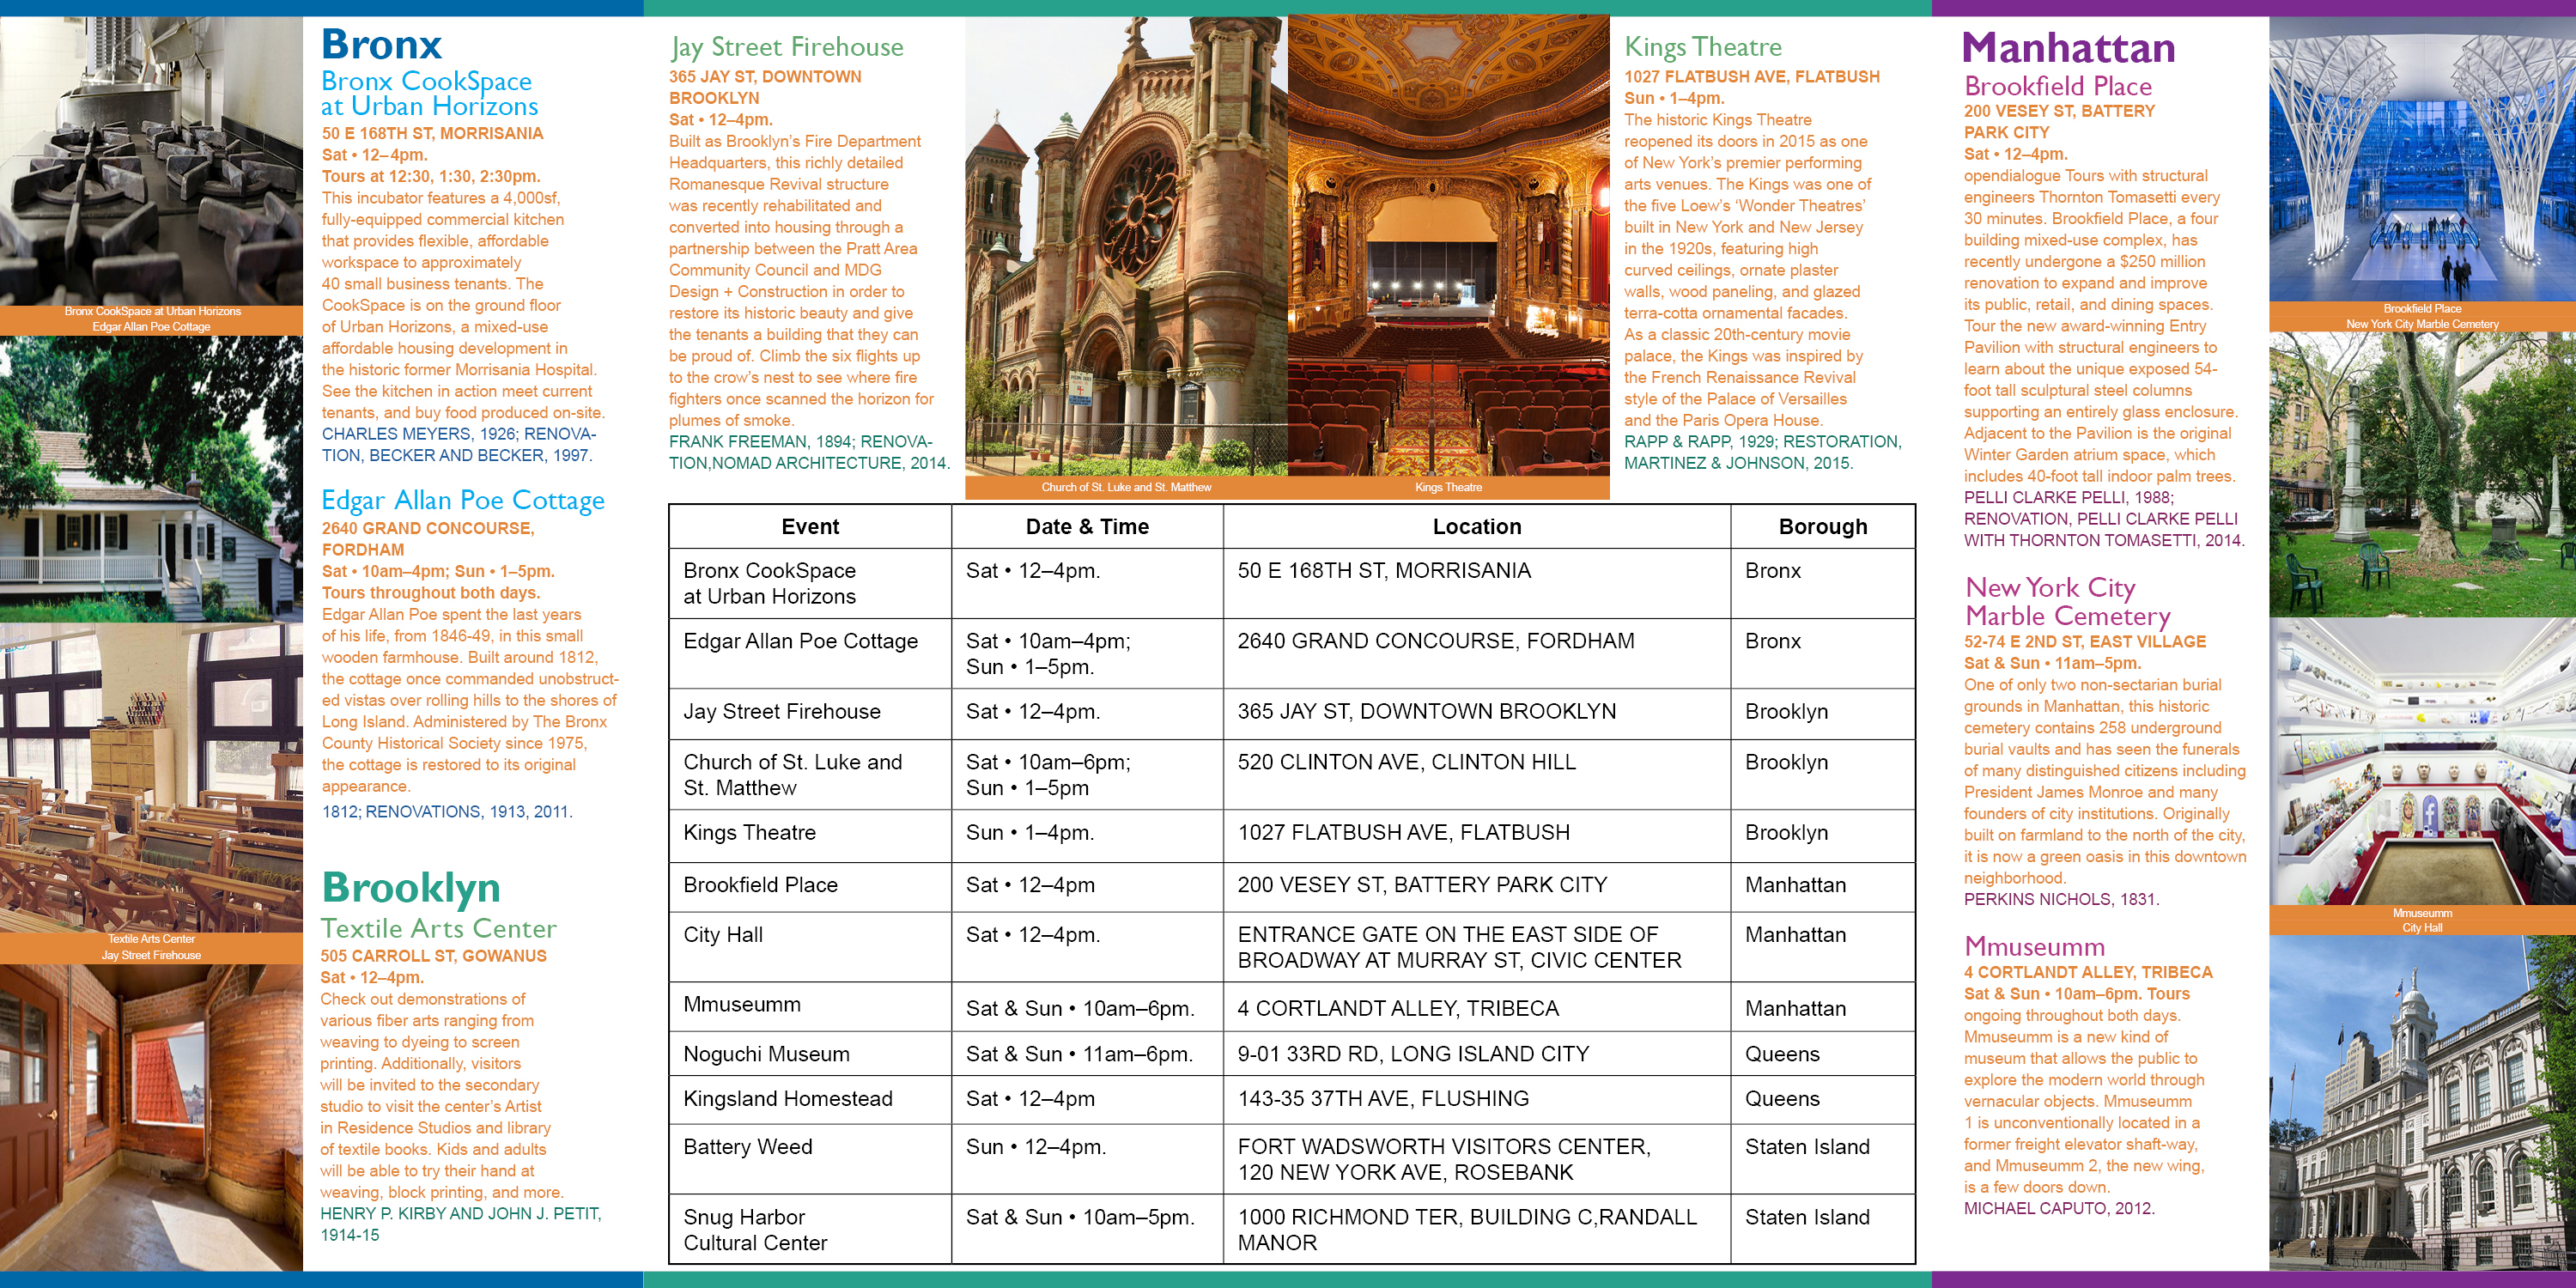 Bronx CookSpace at Urban Horizons
Edgar Allan Poe Cottage
Textile Arts Center
Jay Street Firehouse
Bronx
Bronx CookSpace
at Urban Horizons
50 E 168TH ST, MORRISANIA
Sat • 12–4pm.
Tours at 12:30, 1:30, 2:30pm.
This incubator features a 4,000sf,
fully-equipped commercial kitchen
that provides flexible, affordable
workspace to approximately
40 small business tenants. The
CookSpace is on the ground floor
of Urban Horizons, a mixed-use
affordable housing development in
the historic former Morrisania Hospital.
See the kitchen in action meet current
tenants, and buy food produced on-site.
CHARLES MEYERS, 1926; RENOVA-
TION, BECKER AND BECKER, 1997.
Edgar Allan Poe Cottage
2640 GRAND CONCOURSE,
FORDHAM
Sat • 10am–4pm; Sun • 1–5pm.
Tours throughout both days.
Edgar Allan Poe spent the last years
of his life, from 1846-49, in this small
wooden farmhouse. Built around 1812,
the cottage once commanded unobstruct-
ed vistas over rolling hills to the shores of
Long Island. Administered by The Bronx
County Historical Society since 1975,
the cottage is restored to its original
appearance.
1812; RENOVATIONS, 1913, 2011.
Brooklyn
Textile Arts Center
505 CARROLL ST, GOWANUS
Sat • 12–4pm.
Check out demonstrations of
various fiber arts ranging from
weaving to dyeing to screen
printing. Additionally, visitors
will be invited to the secondary
studio to visit the center’s Artist
in Residence Studios and library
of textile books. Kids and adults
will be able to try their hand at
weaving, block printing, and more.
HENRY P. KIRBY AND JOHN J. PETIT,
1914-15
Jay Street Firehouse
365 JAY ST, DOWNTOWN
BROOKLYN
Sat • 12–4pm.
Built as Brooklyn’s Fire Department
Headquarters, this richly detailed
Romanesque Revival structure
was recently rehabilitated and
converted into housing through a
partnership between the Pratt Area
Community Council and MDG
Design + Construction in order to
restore its historic beauty and give
the tenants a building that they can
be proud of. Climb the six flights up
to the crow’s nest to see where fire
fighters once scanned the horizon for
plumes of smoke.
FRANK FREEMAN, 1894; RENOVA-
TION,NOMAD ARCHITECTURE, 2014.
Church of St. Luke and St. Matthew
Kings Theatre
Kings Theatre
1027 FLATBUSH AVE, FLATBUSH
Sun • 1–4pm.
The historic Kings Theatre
reopened its doors in 2015 as one
of New York’s premier performing
arts venues. The Kings was one of
the five Loew’s ‘Wonder Theatres’
built in New York and New Jersey
in the 1920s, featuring high
curved ceilings, ornate plaster
walls, wood paneling, and glazed
terra-cotta ornamental facades.
As a classic 20th-century movie
palace, the Kings was inspired by
the French Renaissance Revival
style of the Palace of Versailles
and the Paris Opera House.
RAPP & RAPP, 1929; RESTORATION,
MARTINEZ & JOHNSON, 2015.
Event Date & Time Location Borough
Bronx CookSpace
at Urban Horizons Sat • 12–4pm. 50 E 168TH ST, MORRISANIA Bronx
Edgar Allan Poe Cottage Sat • 10am–4pm;
Sun • 1–5pm. 2640 GRAND CONCOURSE, FORDHAM Bronx
Jay Street Firehouse Sat • 12–4pm. 365 JAY ST, DOWNTOWN BROOKLYN Brooklyn
Church of St. Luke and
St. Matthew Sat • 10am–6pm;
Sun • 1–5pm 520 CLINTON AVE, CLINTON HILL Brooklyn
Kings Theatre Sun • 1–4pm. 1027 FLATBUSH AVE, FLATBUSH Brooklyn
Brookfield Place Sat • 12–4pm 200 VESEY ST, BATTERY PARK CITY Manhattan
City Hall Sat • 12–4pm. ENTRANCE GATE ON THE EAST SIDE OF
BROADWAY AT MURRAY ST, CIVIC CENTER Manhattan
Mmuseumm Sat & Sun • 10am–6pm. 4 CORTLANDT ALLEY, TRIBECA Manhattan
Noguchi Museum Sat & Sun • 11am–6pm. 9-01 33RD RD, LONG ISLAND CITY Queens
Kingsland Homestead Sat • 12–4pm 143-35 37TH AVE, FLUSHING Queens
Battery Weed Sun • 12–4pm. FORT WADSWORTH VISITORS CENTER,
120 NEW YORK AVE, ROSEBANK Staten Island
Snug Harbor
Cultural Center Sat & Sun • 10am–5pm. 1000 RICHMOND TER, BUILDING C,RANDALL
MANOR Staten Island
Manhattan
Brookfield Place
200 VESEY ST, BATTERY
PARK CITY
Sat • 12–4pm.
opendialogue Tours with structural
engineers Thornton Tomasetti every
30 minutes. Brookfield Place, a four
building mixed-use complex, has
recently undergone a $250 million
renovation to expand and improve
its public, retail, and dining spaces.
Tour the new award-winning Entry
Pavilion with structural engineers to
learn about the unique exposed 54-
foot tall sculptural steel columns
supporting an entirely glass enclosure.
Adjacent to the Pavilion is the original
Winter Garden atrium space, which
includes 40-foot tall indoor palm trees.
PELLI CLARKE PELLI, 1988;
RENOVATION, PELLI CLARKE PELLI
WITH THORNTON TOMASETTI, 2014.
New York City
Marble Cemetery
52-74 E 2ND ST, EAST VILLAGE
Sat & Sun • 11am–5pm.
One of only two non-sectarian burial
grounds in Manhattan, this historic
cemetery contains 258 underground
burial vaults and has seen the funerals
of many distinguished citizens including
President James Monroe and many
founders of city institutions. Originally
built on farmland to the north of the city,
it is now a green oasis in this downtown
neighborhood.
PERKINS NICHOLS, 1831.
Mmuseumm
4 CORTLANDT ALLEY, TRIBECA
Sat & Sun • 10am–6pm. Tours
ongoing throughout both days.
Mmuseumm is a new kind of
museum that allows the public to
explore the modern world through
vernacular objects. Mmuseumm
1 is unconventionally located in a
former freight elevator shaft-way,
and Mmuseumm 2, the new wing,
is a few doors down.
MICHAEL CAPUTO, 2012.
Brookfield Place
New York City Marble Cemetery
Mmuseumm
City Hall